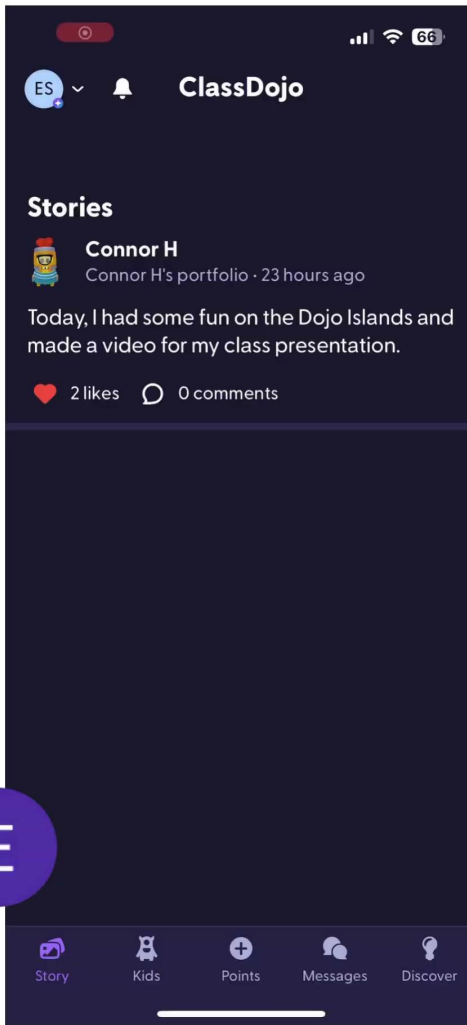 66
ES
ClassDojo
Stories
Connor H
Connor H's portfolio · 23 hours ago
Today, I had some fun on the Dojo Islands and
made a video for my class presentation.
2 likes 0 comments
E
Story Kids Points Messages Discover